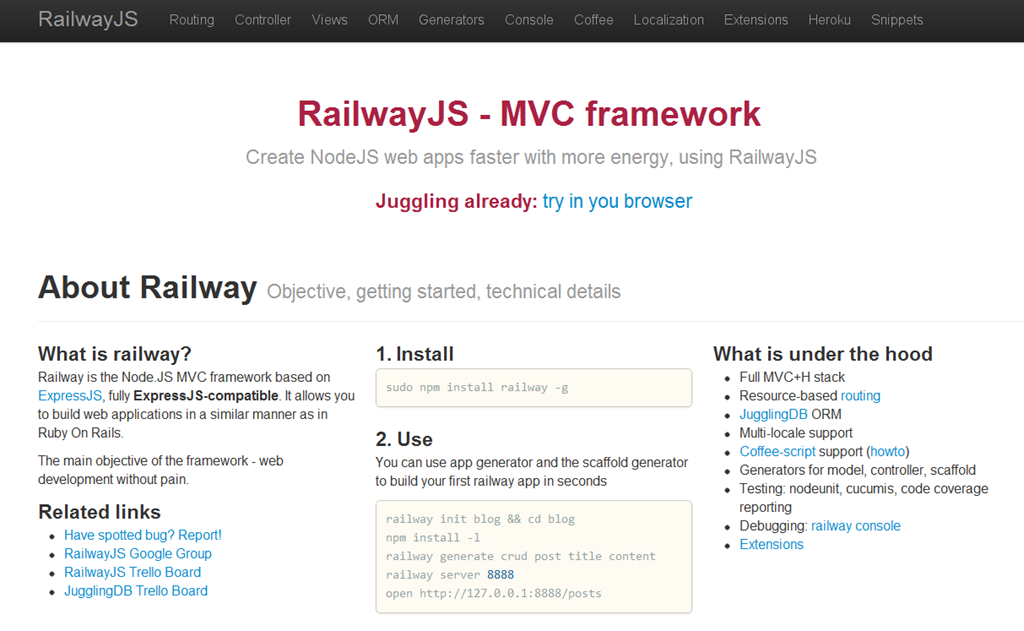 RailwayJS Routing Controller Views ORM Generators Console Coffee Localization Extensions Heroku Snippets
RailwayJS - MVC framework
Create NodeJS web apps faster with more energy, using RailwayJS
Juggling already: try in you browser
About Railway Objective, getting started, technical details
What is railway?
Railway is the Node.JS MVC framework based on
ExpressJS, fully ExpressJS-compatible. It allows you
to build web applications in a similar manner as in
Ruby On Rails.
The main objective of the framework - web
development without pain.
Related links
Have spotted bug? Report!
RailwayJS Google Group
RailwayJS Trello Board
JugglingDB Trello Board
1. Install
sudo npm install railway -g
2. Use
You can use app generator and the scaffold generator
to build your first railway app in seconds
railway init blog && cd blog
npm install -l
railway generate crud post title content
railway server 8888
open http://127.0.0.1:8888/posts
What is under the hood
Full MVC+H stack
Resource-based routing
JugglingDB ORM
Multi-locale support
Coffee-script support (howto)
Generators for model, controller, scaffold
Testing: nodeunit, cucumis, code coverage
reporting
Debugging: railway console
Extensions